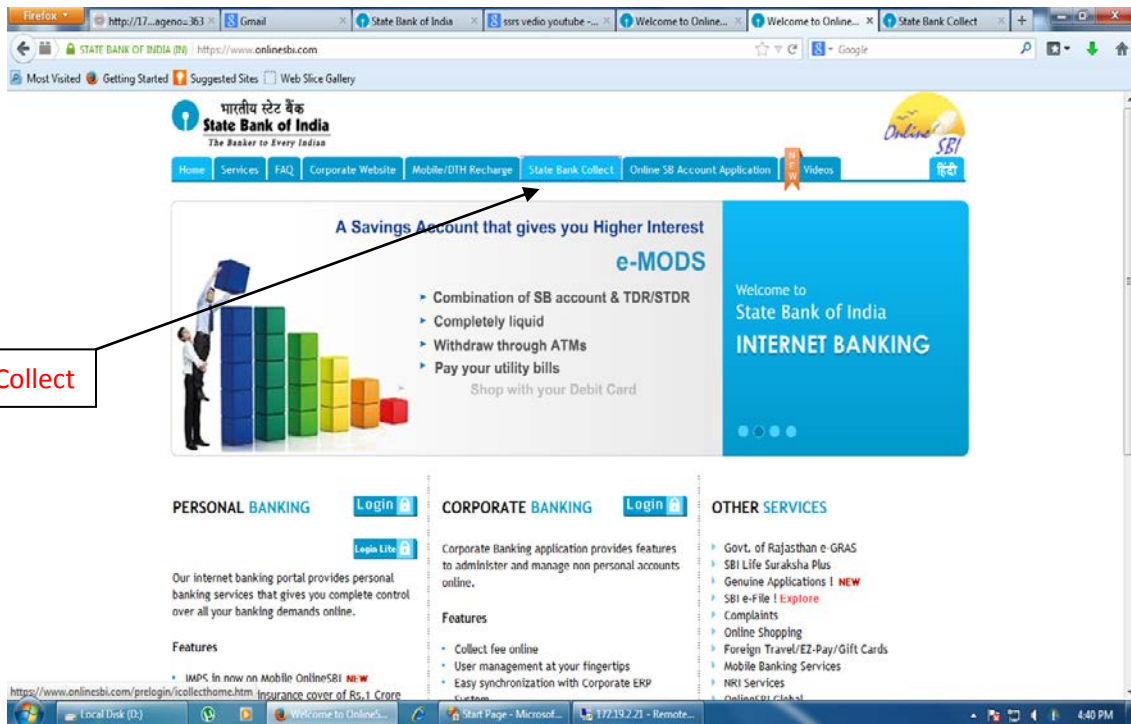 Firefox
http://17...ageno=363
Gmail
State Bank of India
ssrs vedio youtube -...
Welcome to Online...
Welcome to Online...
State Bank Collect
STATE BANK OF INDIA (IN) https://www.onlinesbi.com
Google
Most Visited Getting Started Suggested Sites Web Slice Gallery
भारतीय स्टेट बैंक
State Bank of India
The Banker to Every Indian
Online SBI
Home Services FAQ Corporate Website Mobile/DTH Recharge State Bank Collect Online SB Account Application NEW Videos हिंदी
A Savings Account that gives you Higher Interest
e-MODS
Combination of SB account & TDR/STDR
Completely liquid
Withdraw through ATMs
Pay your utility bills
Shop with your Debit Card
Welcome to
State Bank of India
INTERNET BANKING
Collect
PERSONAL BANKING Login
Login Lite
Our internet banking portal provides personal
banking services that gives you complete control
over all your banking demands online.
Features
IMPS in now on Mobile OnlineSBI NEW
insurance cover of Rs.1 Crore
CORPORATE BANKING Login
Corporate Banking application provides features
to administer and manage non personal accounts
online.
Features
Collect fee online
User management at your fingertips
Easy synchronization with Corporate ERP
System
OTHER SERVICES
Govt. of Rajasthan e-GRAS
SBI Life Suraksha Plus
Genuine Applications ! NEW
SBI e-File ! Explore
Complaints
Online Shopping
Foreign Travel/EZ-Pay/Gift Cards
Mobile Banking Services
NRI Services
OnlineSBI Global
https://www.onlinesbi.com/prelogin/icollecthome.htm
Local Disk (D:)
Welcome to OnlineS...
Start Page - Microsof...
172.19.2.21 - Remote...
4:40 PM